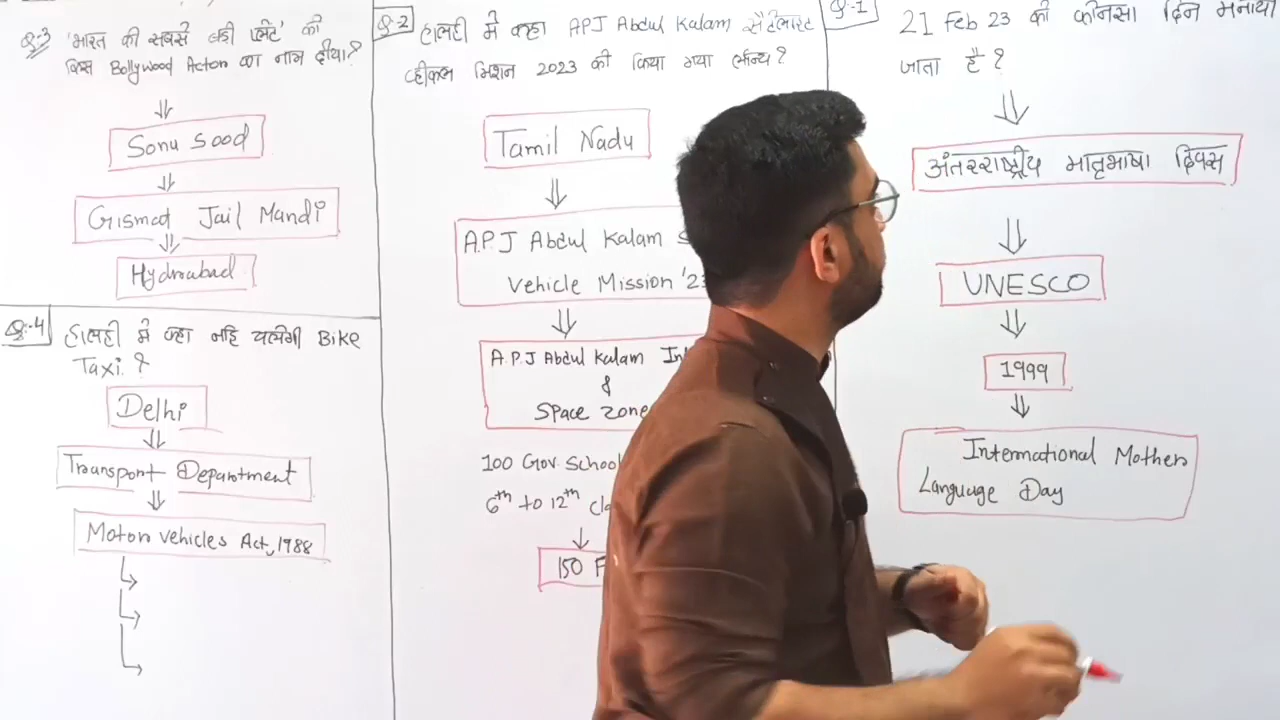 Q-3 'भारत की सबसे बडी प्लेट' को
किस Bollywood Actor का नाम दीया?
Sonu Sood
Gismat Jail Mandi
Hyderabad
Q-4 हालही मे कहा नहि चलेगी Bike
Taxi ?
Delhi
Transport Department
Motor vehicles Act, 1988
Q-2 हालही मे कहा APJ Abdul Kalam सैटेलाइट
व्हीकल मिशन 2023 की किया गया
Tamil Nadu
A.P.J Abdul Kalam
Vehicle Mission '23
A.P.J Abdul Kalam
&
Space Zone
100 Gov. School
6th to 12th
150
Q-1 21 Feb 23 को कौनसा दिन मनाया
जाता है ?
अंतरराष्ट्रीय मातृभाषा दिवस
UNESCO
1999
International Mother
Language Day